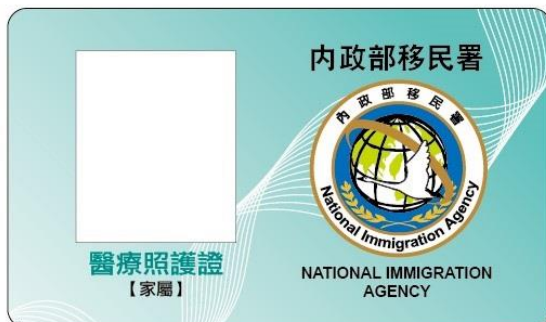 內政部移民署
內政部移民署
National Immigration Agency
醫療照護證
【家屬】
NATIONAL IMMIGRATION
AGENCY